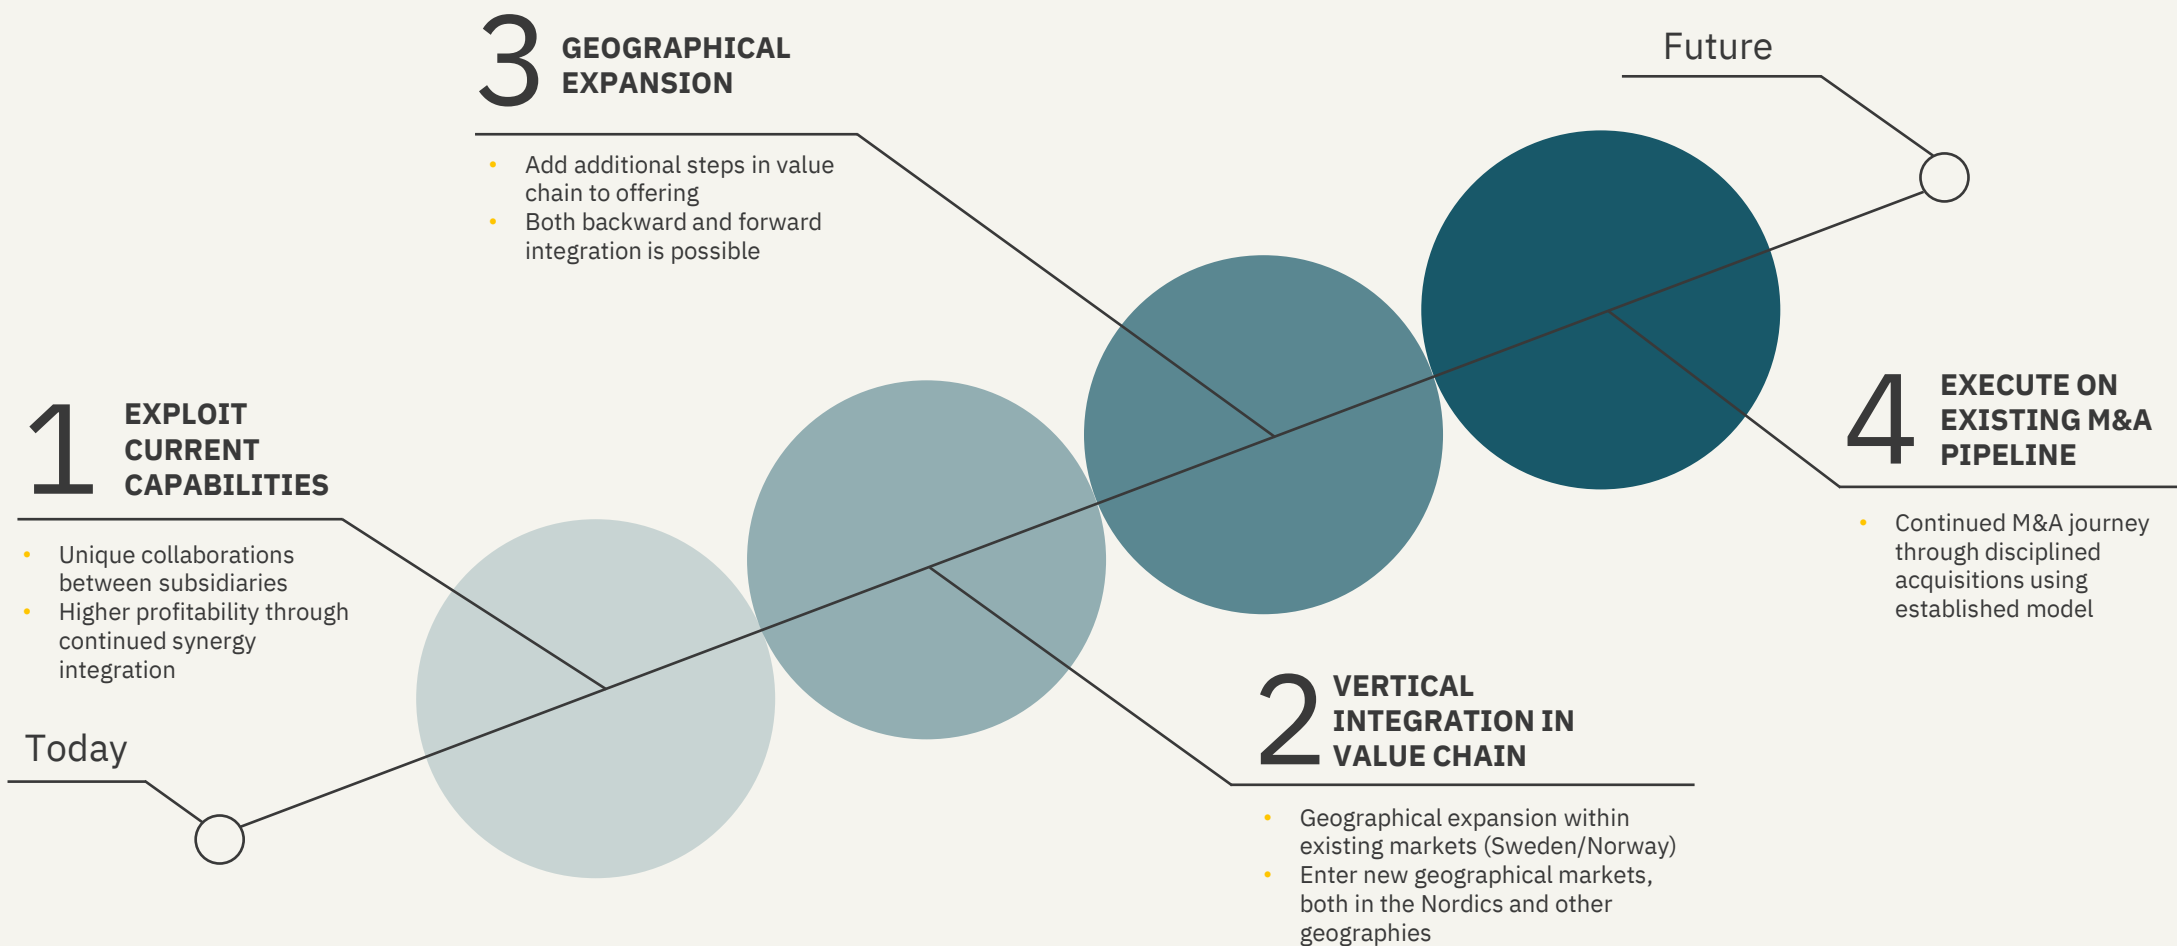 3
GEOGRAPHICAL
EXPANSION
• Add additional steps in value
chain to offering
• Both backward and forward
integration is possible
Future
1
EXPLOIT
CURRENT
CAPABILITIES
• Unique collaborations
between subsidiaries
• Higher profitability through
continued synergy
integration
4
EXECUTE ON
EXISTING M&A
PIPELINE
• Continued M&A journey
through disciplined
acquisitions using
established model
Today
2
VERTICAL
INTEGRATION IN
VALUE CHAIN
• Geographical expansion within
existing markets (Sweden/Norway)
• Enter new geographical markets,
both in the Nordics and other
geographies